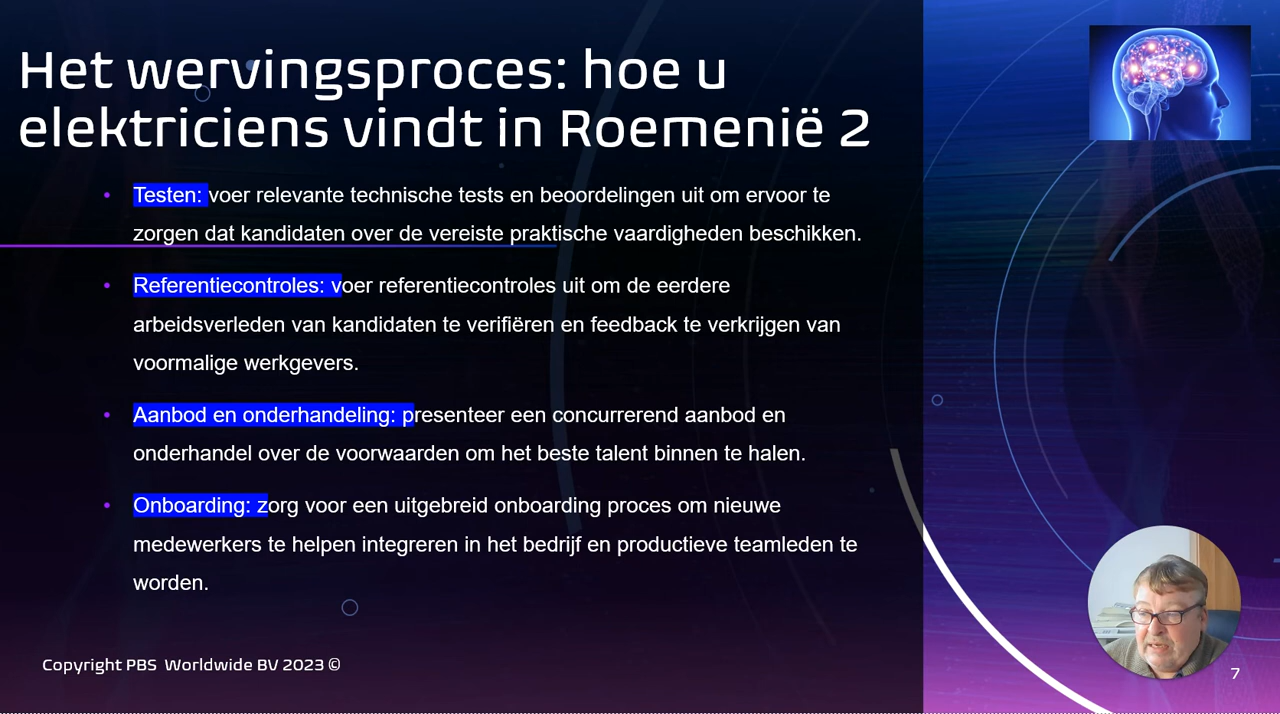 Het wervingsproces: hoe u
elektriciens vindt in Roemenië 2
• Testen: voer relevante technische tests en beoordelingen uit om ervoor te
zorgen dat kandidaten over de vereiste praktische vaardigheden beschikken.
• Referentiecontroles: voer referentiecontroles uit om de eerdere
arbeidsverleden van kandidaten te verifiëren en feedback te verkrijgen van
voormalige werkgevers.
• Aanbod en onderhandeling: presenteer een concurrerend aanbod en
onderhandel over de voorwaarden om het beste talent binnen te halen.
• Onboarding: zorg voor een uitgebreid onboarding proces om nieuwe
medewerkers te helpen integreren in het bedrijf en productieve teamleden te
worden.
Copyright PBS Worldwide BV 2023 ©
7